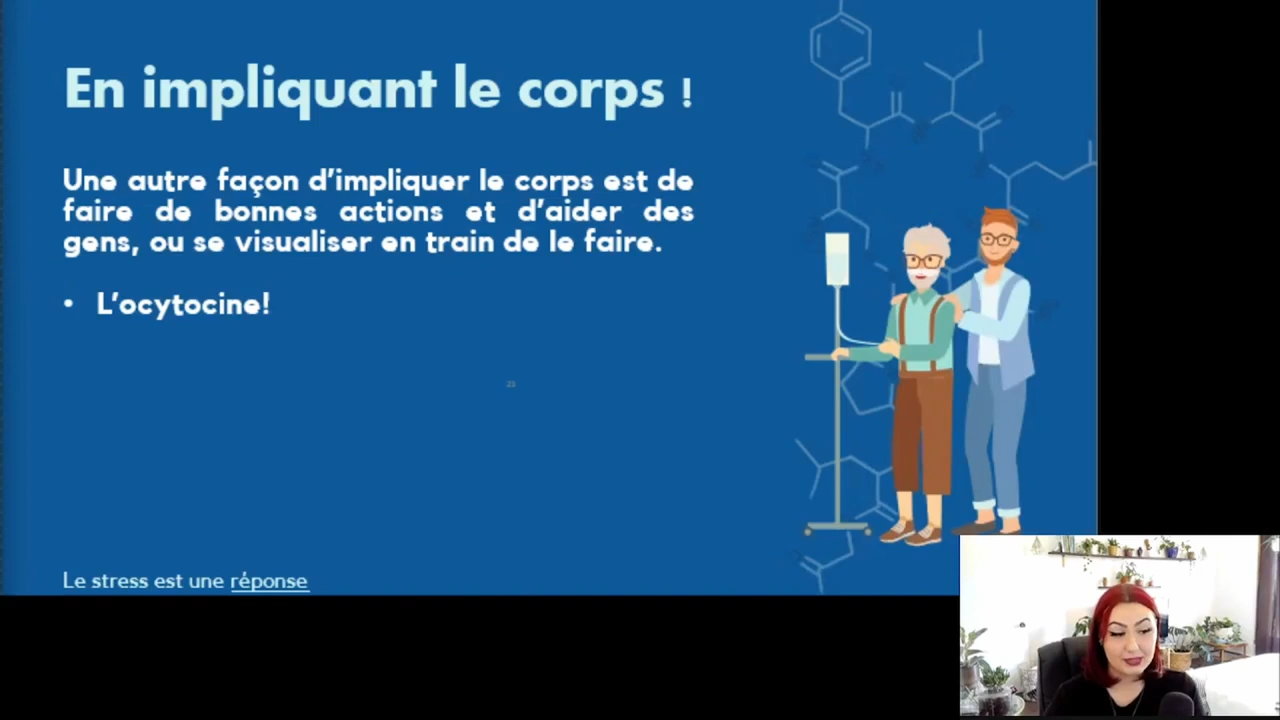 En impliquant le corps !
Une autre façon d'impliquer le corps est de
faire de bonnes actions et d'aider des
gens, ou se visualiser en train de le faire.
• L'ocytocine!
23
Le stress est une réponse